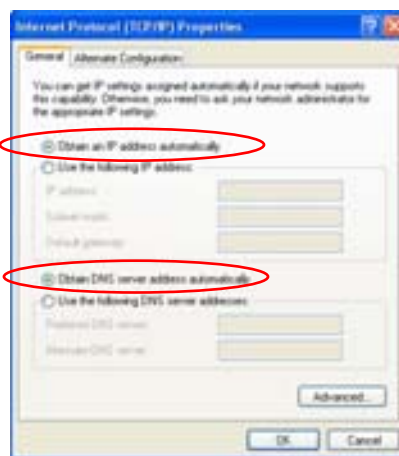 Internet Protocol (TCP/IP) Properties
General
Alternate Configuration
You can get IP settings assigned automatically if your network supports
this capability. Otherwise, you need to ask your network administrator for
the appropriate IP settings.
Obtain an IP address automatically
Use the following IP address:
IP address:
Subnet mask:
Default gateway:
Obtain DNS server address automatically
Use the following DNS server addresses:
Preferred DNS server:
Alternate DNS server:
Advanced...
OK
Cancel